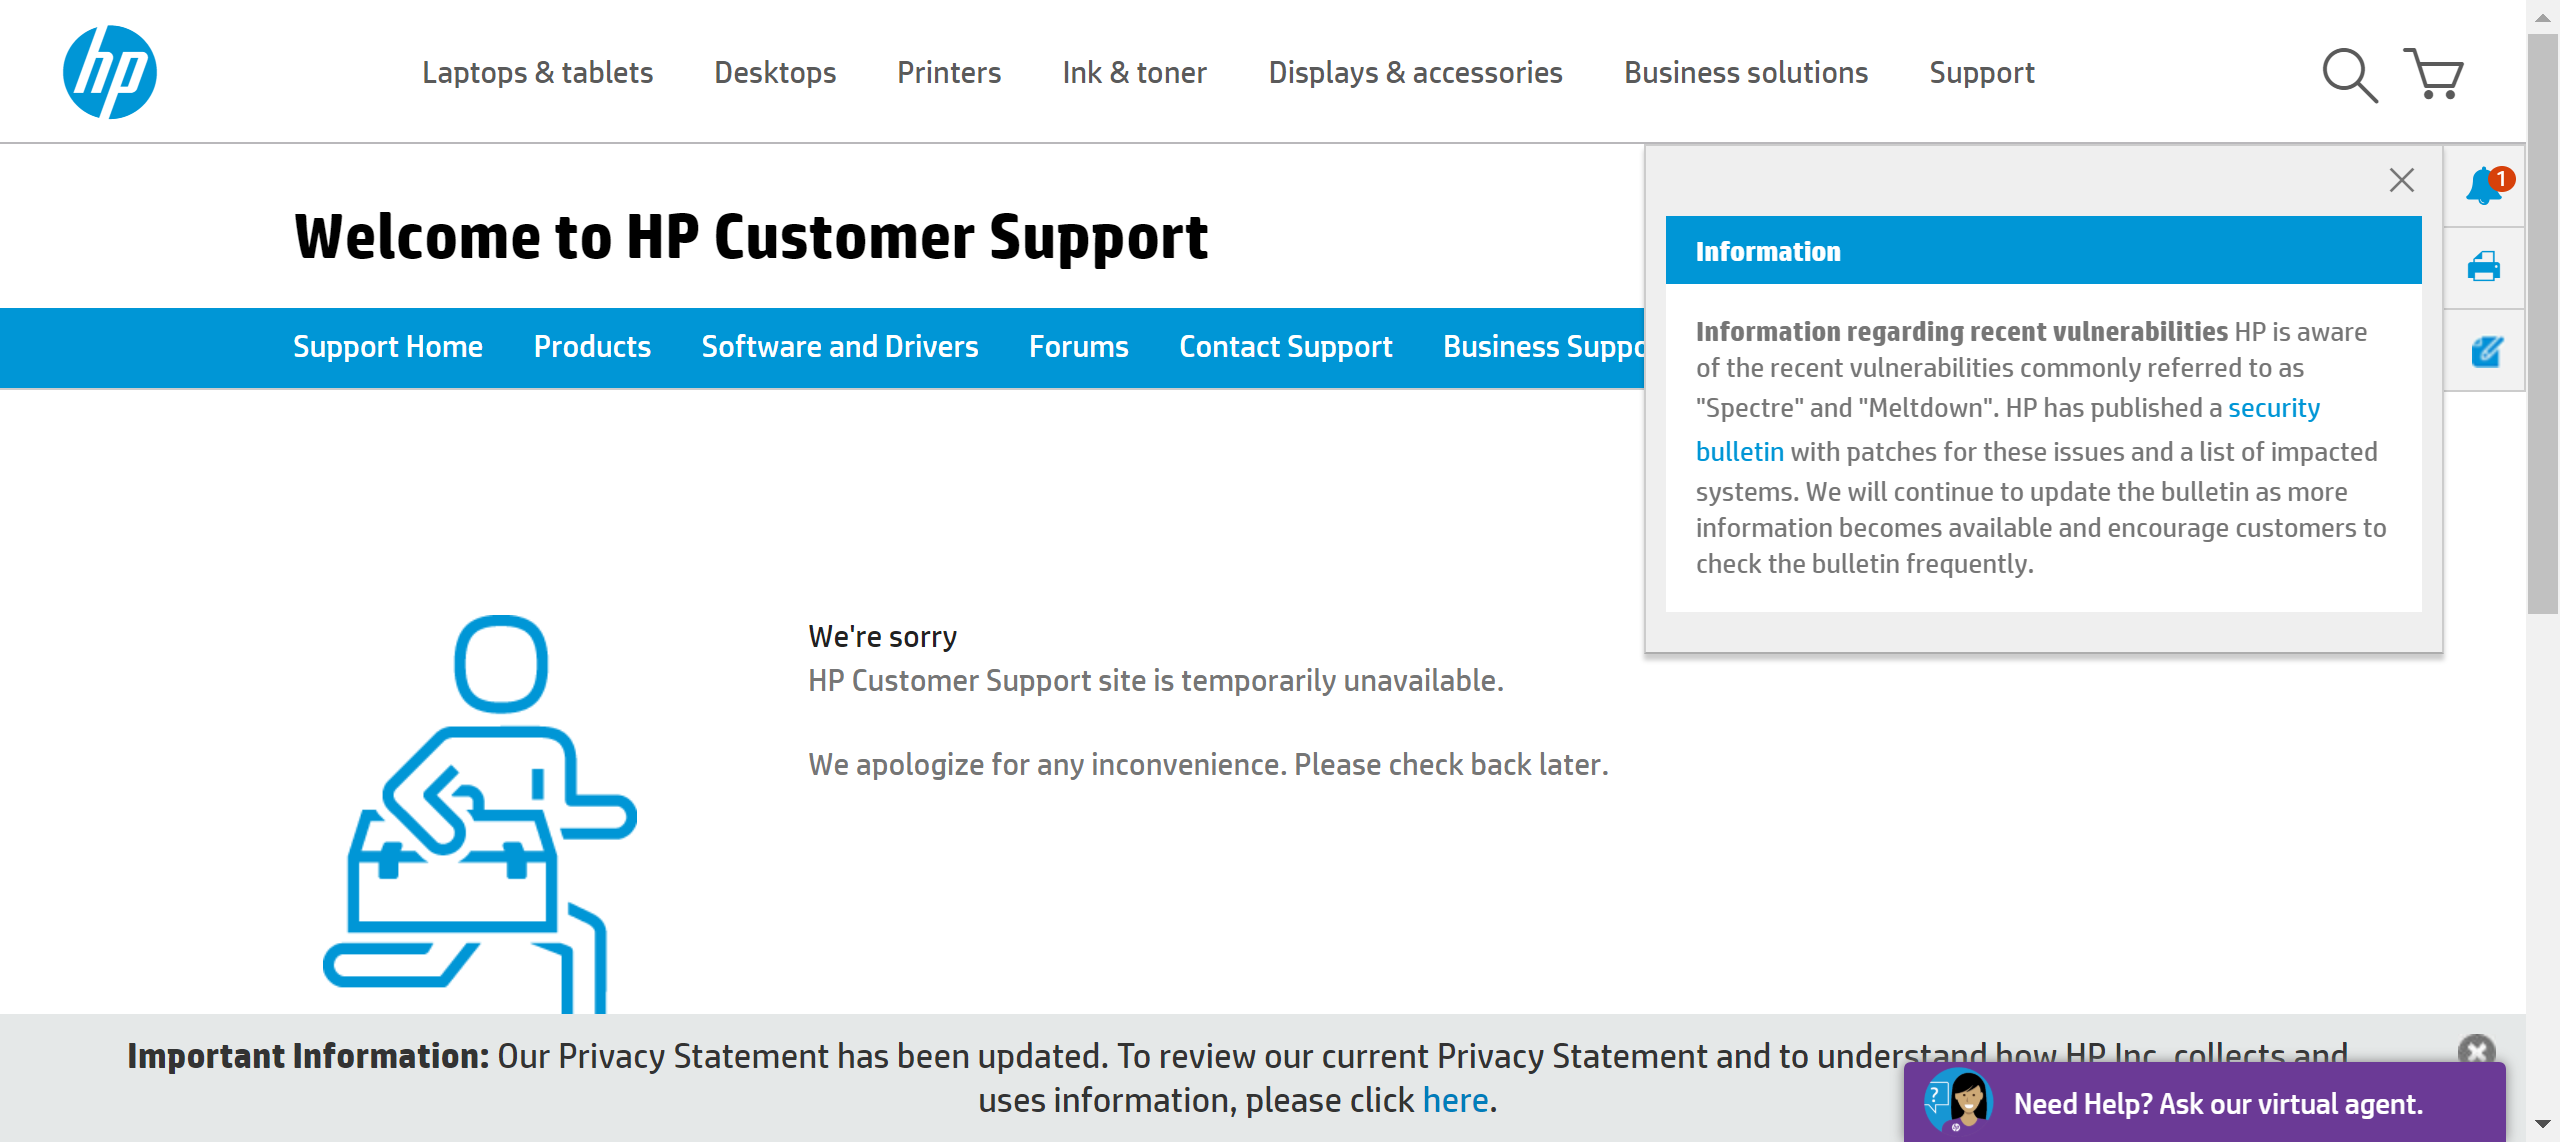 hp
Laptops & tablets
Desktops
Printers
Ink & toner
Displays & accessories
Business solutions
Support
Welcome to HP Customer Support
Support Home
Products
Software and Drivers
Forums
Contact Support
Business Suppo
1
Information
Information regarding recent vulnerabilities HP is aware
of the recent vulnerabilities commonly referred to as
"Spectre" and "Meltdown". HP has published a security
bulletin with patches for these issues and a list of impacted
systems. We will continue to update the bulletin as more
information becomes available and encourage customers to
check the bulletin frequently.
We're sorry
HP Customer Support site is temporarily unavailable.
We apologize for any inconvenience. Please check back later.
Important Information: Our Privacy Statement has been updated. To review our current Privacy Statement and to understand how HP Inc. collects and
uses information, please click here.
?
Need Help? Ask our virtual agent.